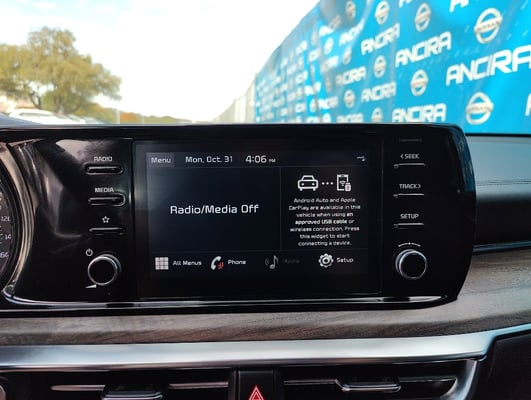 ANCIRA
ANCIRA
ANCIRA
ANCIRA
NISSAN
RADIO
MEDIA
Menu
Mon, Oct. 31
4:06 PM
Radio/Media Off
Android Auto and Apple
CarPlay are available in this
vehicle when using an
approved USB cable or
wireless connection. Press
this widget to start
connecting a device.
All Menus
Phone
Media
Setup
< SEEK
TRACK >
SETUP